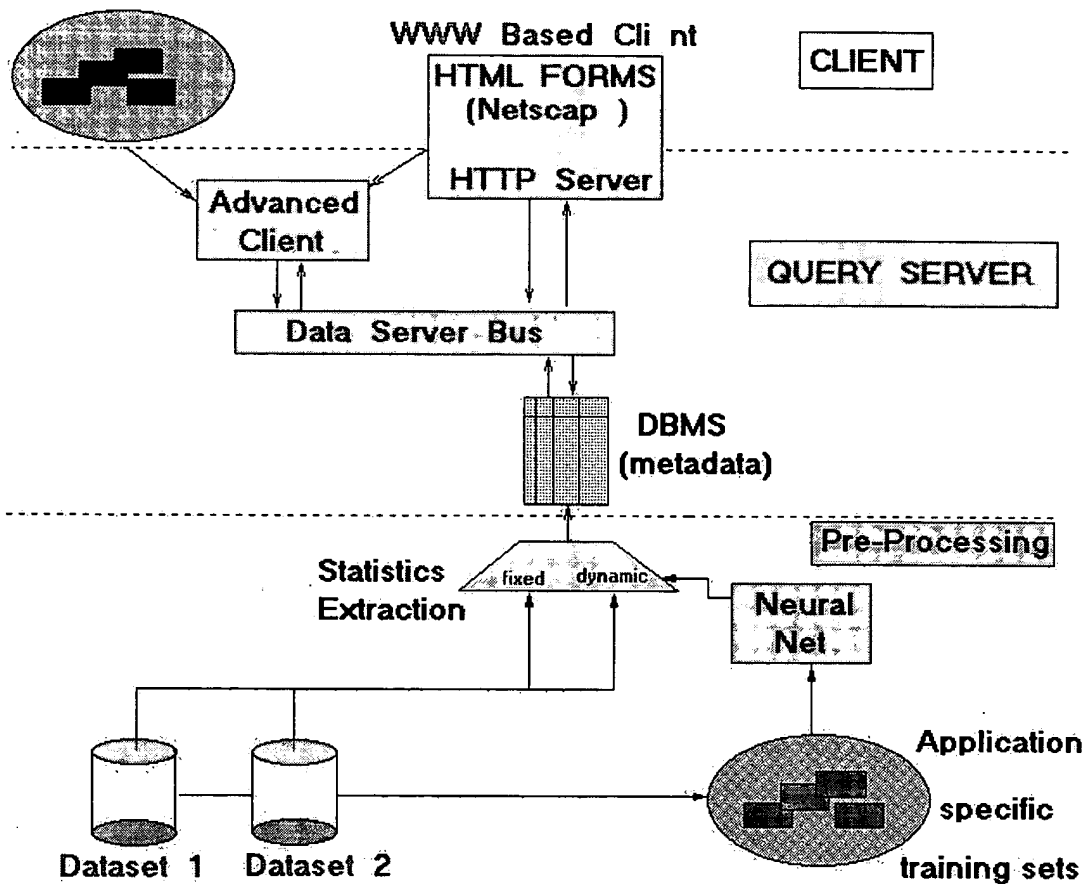 WWW Based Cli nt
HTML FORMS
(Netscap )
HTTP Server
CLIENT
Advanced
Client
QUERY SERVER
Data Server Bus
DBMS
(metadata)
Pre-Processing
Statistics
Extraction
fixed dynamic
Neural
Net
Application
specific
training sets
Dataset 1 Dataset 2